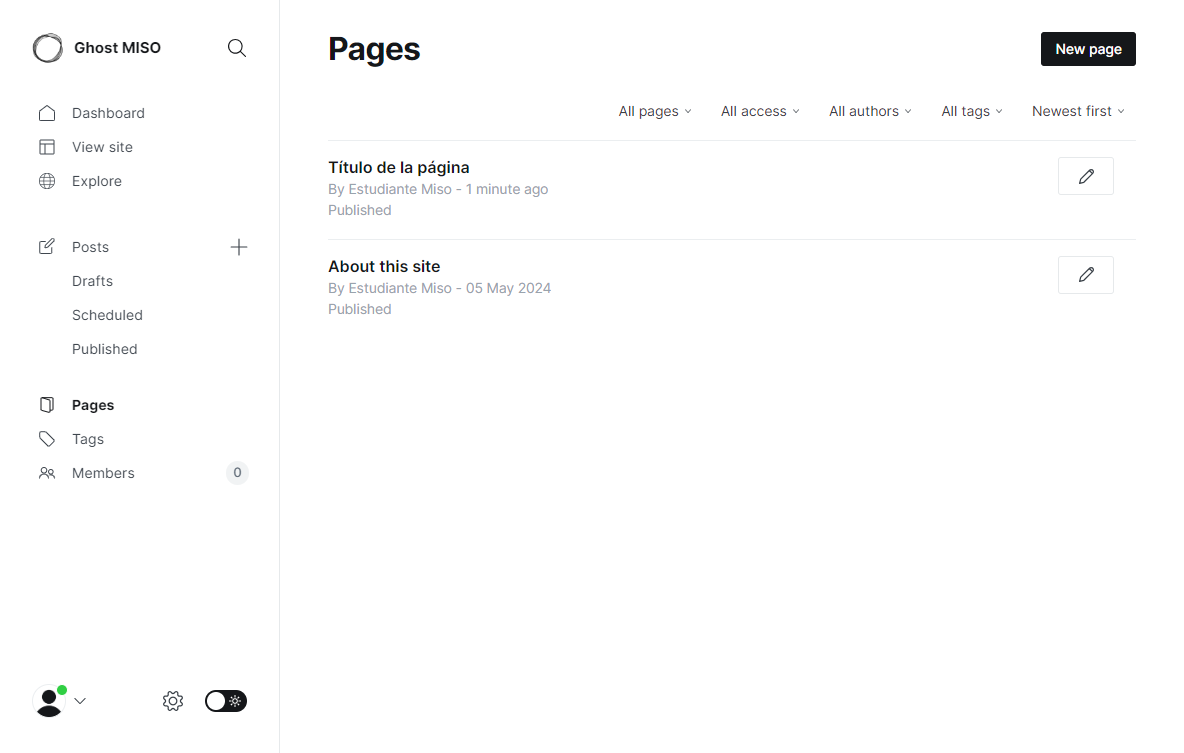 Ghost MISO
Dashboard
View site
Explore
Posts
Drafts
Scheduled
Published
Pages
Tags
Members 0
Pages
New page
All pages All access All authors All tags Newest first
Título de la página
By Estudiante Miso - 1 minute ago
Published
About this site
By Estudiante Miso - 05 May 2024
Published